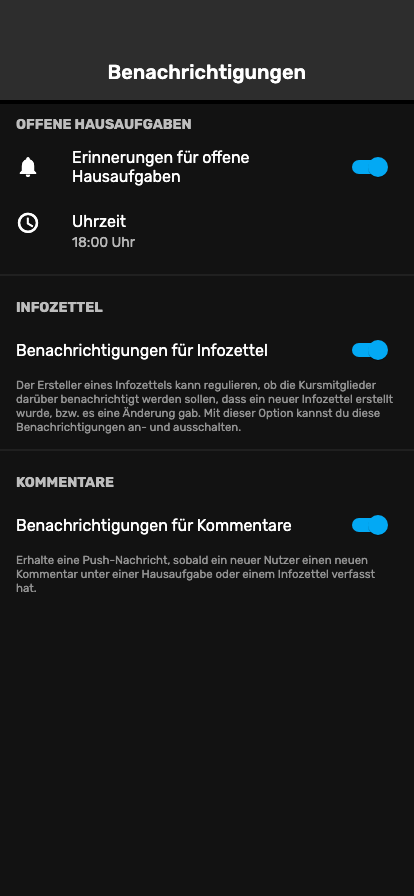 Benachrichtigungen
OFFENE HAUSAUFGABEN
Erinnerungen für offene
Hausaufgaben
Uhrzeit
18:00 Uhr
INFOZETTEL
Benachrichtigungen für Infozettel
Der Ersteller eines Infozettels kann regulieren, ob die Kursmitglieder
darüber benachrichtigt werden sollen, dass ein neuer Infozettel erstellt
wurde, bzw. es eine Änderung gab. Mit dieser Option kannst du diese
Benachrichtigungen an- und ausschalten.
KOMMENTARE
Benachrichtigungen für Kommentare
Erhalte eine Push-Nachricht, sobald ein neuer Nutzer einen neuen
Kommentar unter einer Hausaufgabe oder einem Infozettel verfasst
hat.